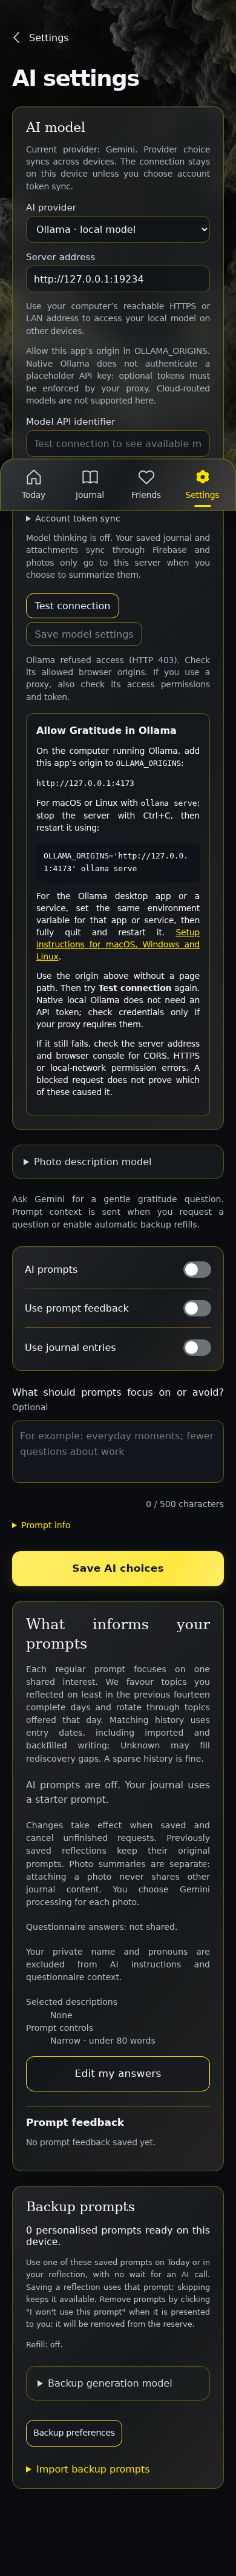 Settings
AI settings
AI model
Current provider: Gemini. Provider choice
syncs across devices. The connection stays
on this device unless you choose account
token sync.
AI provider
Ollama · local model
Server address
http://127.0.0.1:19234
Use your computer's reachable HTTPS or
LAN address to access your local model on
other devices.
Allow this app's origin in OLLAMA_ORIGINS.
Native Ollama does not authenticate a
placeholder API key; optional tokens must
be enforced by your proxy. Cloud-routed
models are not supported here.
Model API identifier
Test connection to see available m
Today
Journal
Friends
Settings
Account token sync
Model thinking is off. Your saved journal and
attachments sync through Firebase and
photos only go to this server when you
choose to summarize them.
Test connection
Save model settings
Ollama refused access (HTTP 403). Check
its allowed browser origins. If you use a
proxy, also check its access permissions
and token.
Allow Gratitude in Ollama
On the computer running Ollama, add
this app's origin to OLLAMA_ORIGINS:
http://127.0.0.1:4173
For macOS or Linux with ollama serve:
stop the server with Ctrl+C, then
restart it using:
OLLAMA_ORIGINS='http://127.0.0.
1:4173' ollama serve
For the Ollama desktop app or a
service, set the same environment
variable for that app or service, then
fully quit and restart it. Setup
instructions for macOS, Windows and
Linux.
Use the origin above without a page
path. Then try Test connection again.
Native local Ollama does not need an
API token; check credentials only if
your proxy requires them.
If it still fails, check the server address
and browser console for CORS, HTTPS
or local-network permission errors. A
blocked request does not prove which
of these caused it.
Photo description model
Ask Gemini for a gentle gratitude question.
Prompt context is sent when you request a
question or enable automatic backup refills.
AI prompts
Use prompt feedback
Use journal entries
What should prompts focus on or avoid?
Optional
For example: everyday moments; fewer
questions about work
0 / 500 characters
Prompt info
Save AI choices
What informs your
prompts
Each regular prompt focuses on one
shared interest. We favour topics you
reflected on least in the previous fourteen
complete days and rotate through topics
offered that day. Matching history uses
entry dates, including imported and
backfilled writing; Unknown may fill
rediscovery gaps. A sparse history is fine.
AI prompts are off. Your journal uses
a starter prompt.
Changes take effect when saved and
cancel unfinished requests. Previously
saved reflections keep their original
prompts. Photo summaries are separate:
attaching a photo never shares other
journal content. You choose Gemini
processing for each photo.
Questionnaire answers: not shared.
Your private name and pronouns are
excluded from AI instructions and
questionnaire context.
Selected descriptions
None
Prompt controls
Narrow · under 80 words
Edit my answers
Prompt feedback
No prompt feedback saved yet.
Backup prompts
0 personalised prompts ready on this
device.
Use one of these saved prompts on Today or in
your reflection, with no wait for an AI call.
Saving a reflection uses that prompt; skipping
keeps it available. Remove prompts by clicking
"I won't use this prompt" when it is presented
to you; it will be removed from the reserve.
Refill: off.
Backup generation model
Backup preferences
Import backup prompts